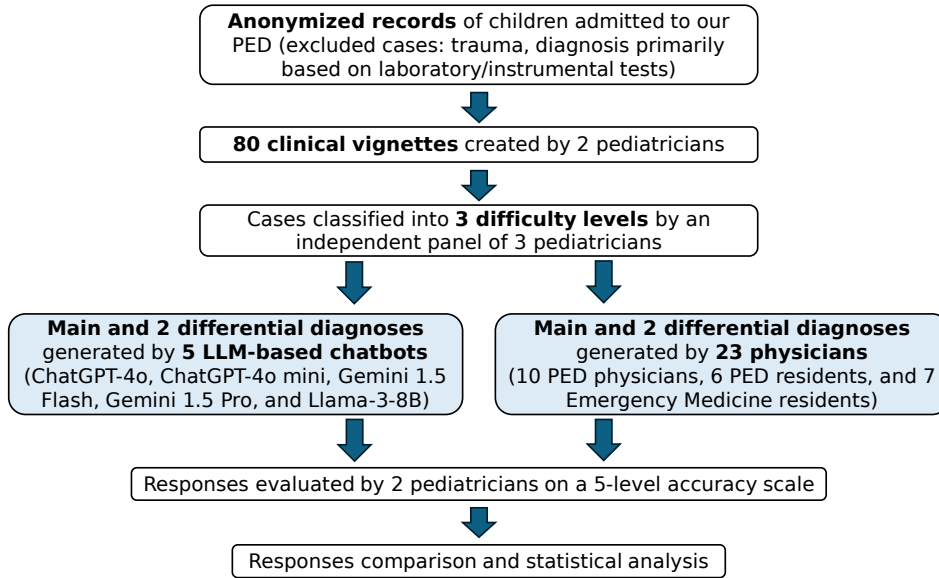 Anonymized records of children admitted to our
PED (excluded cases: trauma, diagnosis primarily
based on laboratory/instrumental tests)
80 clinical vignettes created by 2 pediatricians
Cases classified into 3 difficulty levels by an
independent panel of 3 pediatricians
Main and 2 differential diagnoses
generated by 5 LLM-based chatbots
(ChatGPT-4o, ChatGPT-4o mini, Gemini 1.5
Flash, Gemini 1.5 Pro, and Llama-3-8B)
Main and 2 differential diagnoses
generated by 23 physicians
(10 PED physicians, 6 PED residents, and 7
Emergency Medicine residents)
Responses evaluated by 2 pediatricians on a 5-level accuracy scale
Responses comparison and statistical analysis